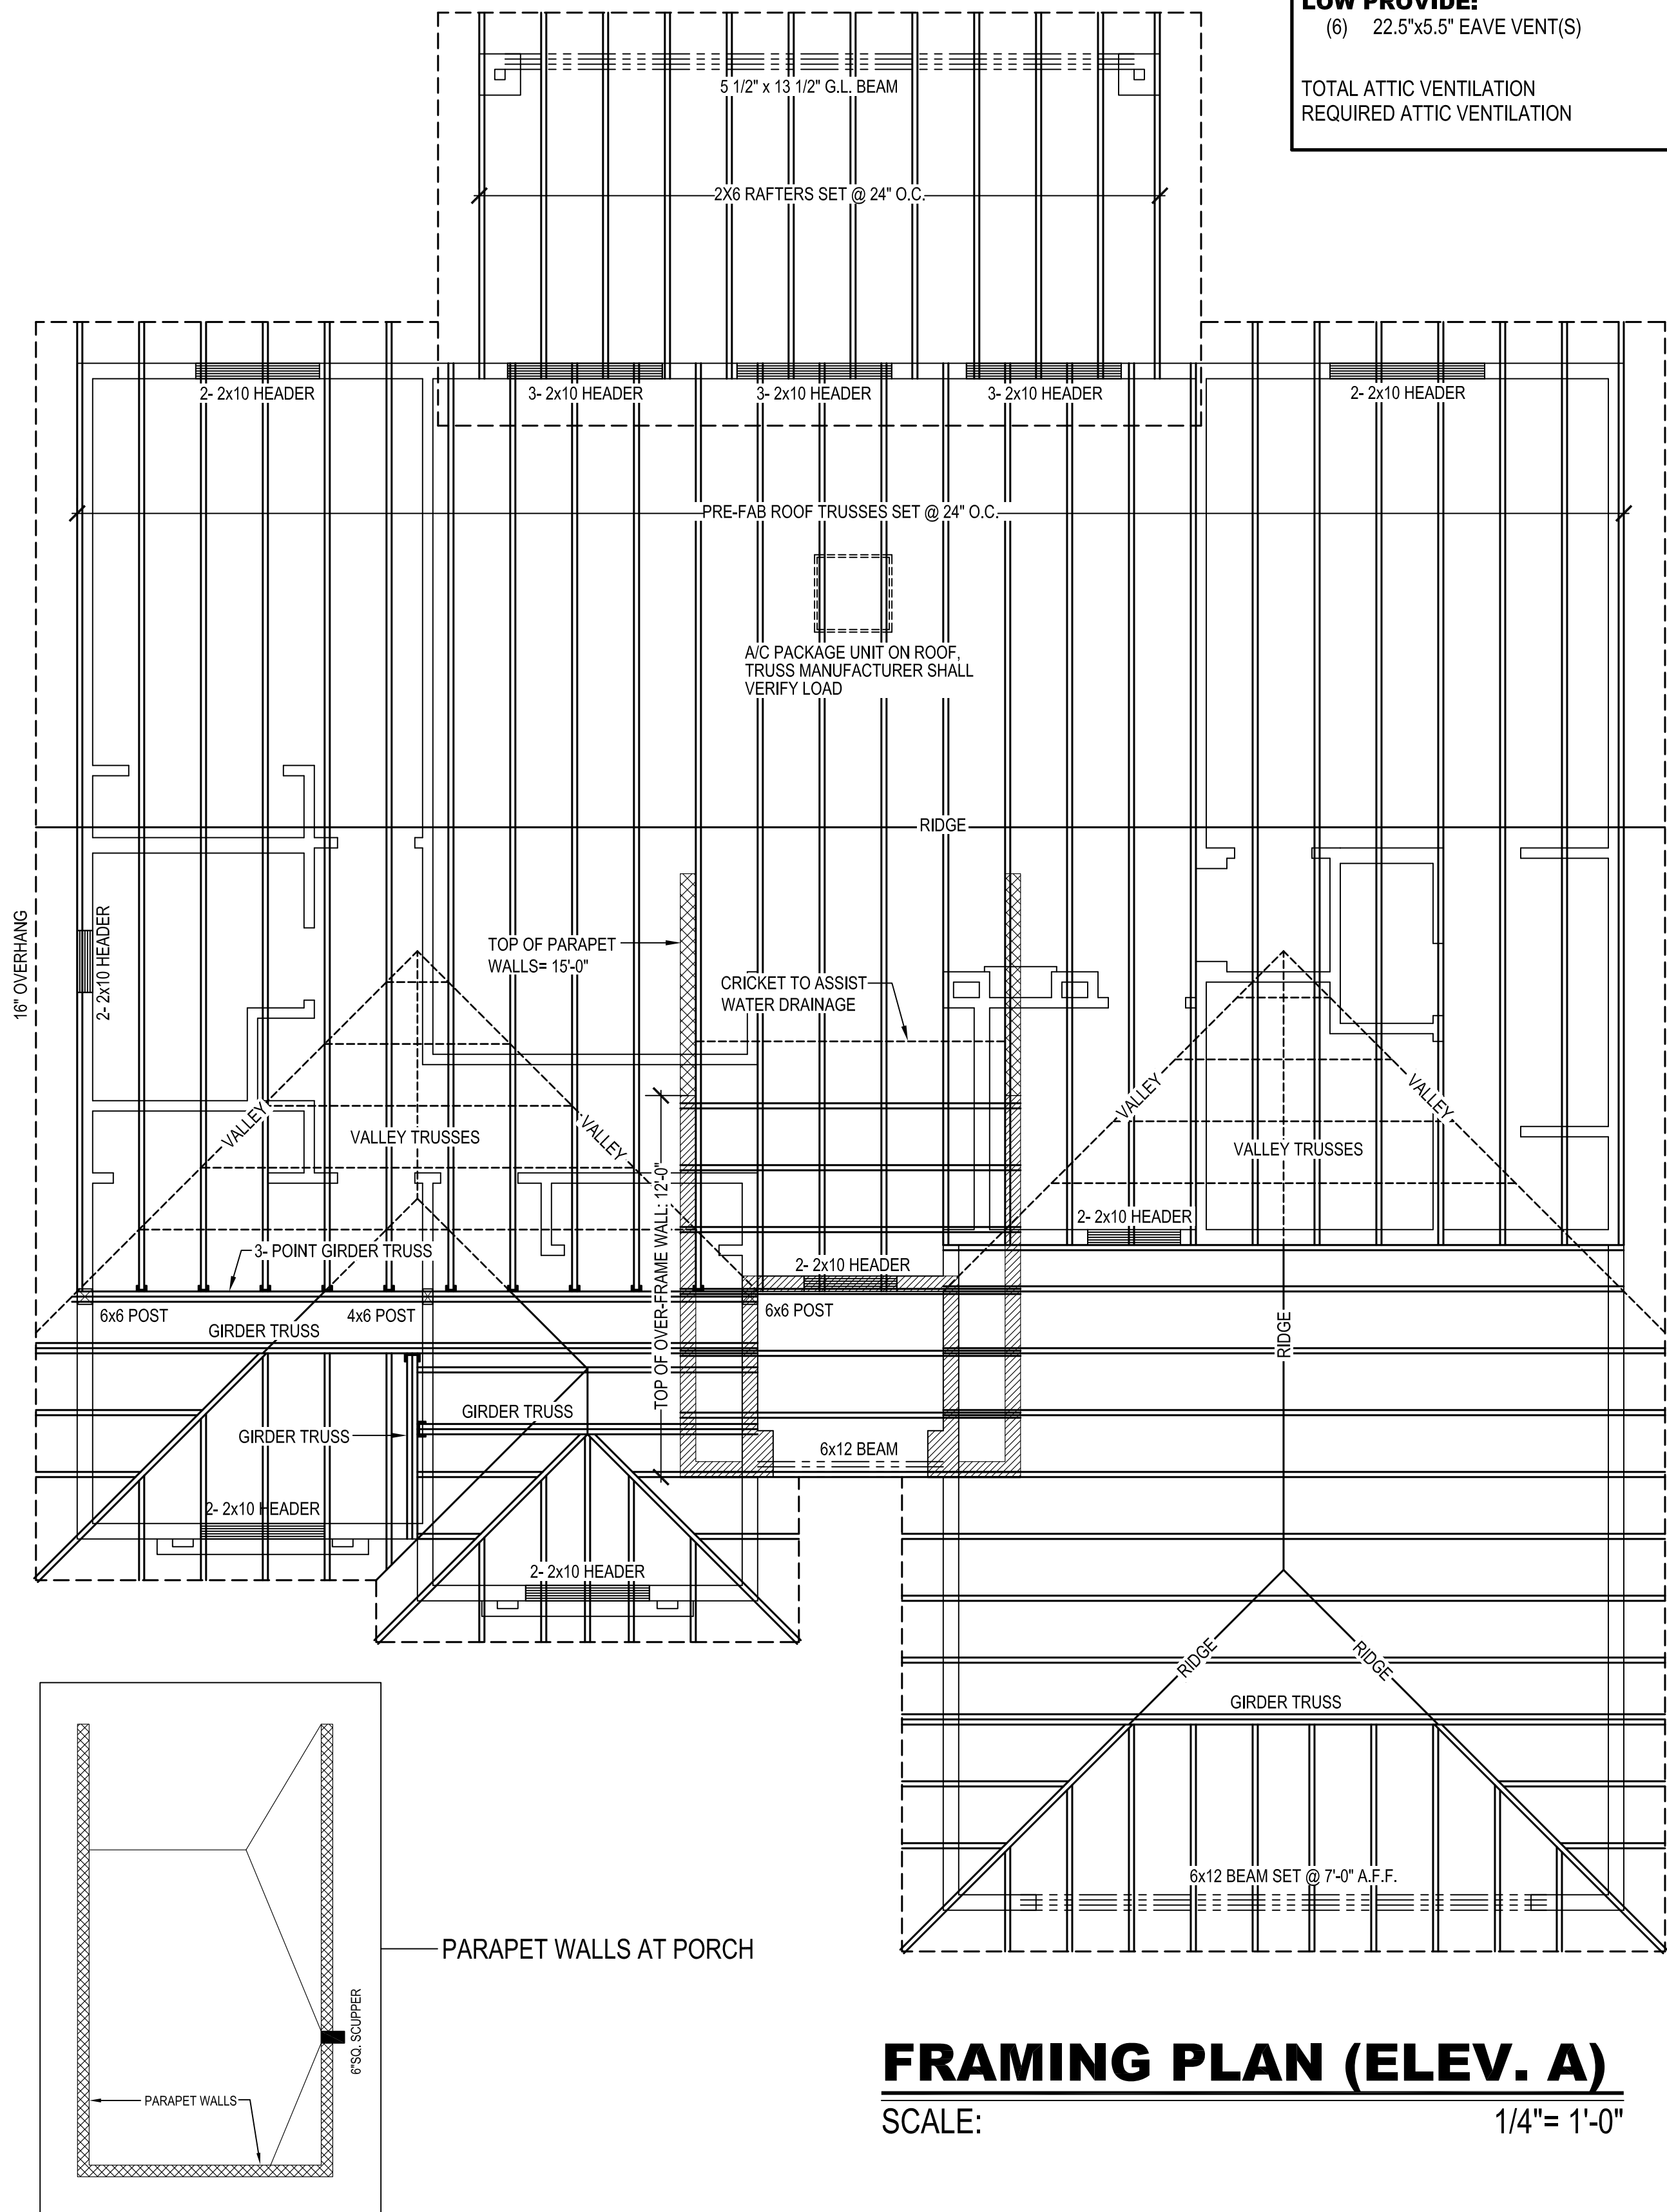 LOW PROVIDE:
(6) 22.5"x5.5" EAVE VENT(S)
TOTAL ATTIC VENTILATION
REQUIRED ATTIC VENTILATION
5 1/2" x 13 1/2" G.L. BEAM
2X6 RAFTERS SET @ 24" O.C.
2- 2x10 HEADER
3- 2x10 HEADER
3- 2x10 HEADER
3- 2x10 HEADER
2- 2x10 HEADER
PRE-FAB ROOF TRUSSES SET @ 24" O.C.
A/C PACKAGE UNIT ON ROOF,
TRUSS MANUFACTURER SHALL
VERIFY LOAD
RIDGE
16" OVERHANG
2- 2x10 HEADER
TOP OF PARAPET
WALLS= 15'-0"
CRICKET TO ASSIST
WATER DRAINAGE
VALLEY
VALLEY TRUSSES
VALLEY
VALLEY
VALLEY TRUSSES
VALLEY
TOP OF OVER-FRAME WALL: 12'-0"
2- 2x10 HEADER
3- POINT GIRDER TRUSS
2- 2x10 HEADER
6x6 POST
4x6 POST
6x6 POST
GIRDER TRUSS
RIDGE
GIRDER TRUSS
GIRDER TRUSS
6x12 BEAM
2- 2x10 HEADER
2- 2x10 HEADER
RIDGE
RIDGE
GIRDER TRUSS
6x12 BEAM SET @ 7'-0" A.F.F.
PARAPET WALLS AT PORCH
6"SQ. SCUPPER
PARAPET WALLS
FRAMING PLAN (ELEV. A)
SCALE: 1/4"= 1'-0"